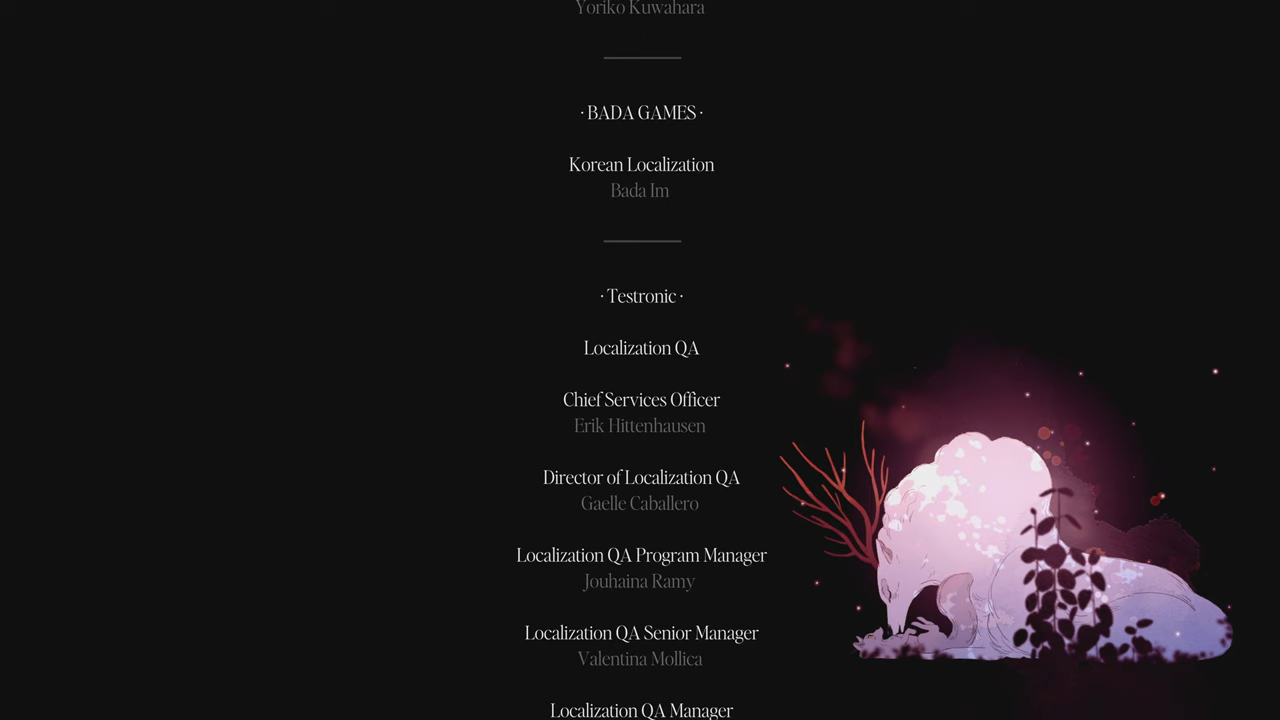 Yoriko Kuwahara
· BADA GAMES ·
Korean Localization
Bada Im
· Testronic ·
Localization QA
Chief Services Officer
Erik Hittenhausen
Director of Localization QA
Gaelle Caballero
Localization QA Program Manager
Jouhaina Ramy
Localization QA Senior Manager
Valentina Mollica
Localization QA Manager